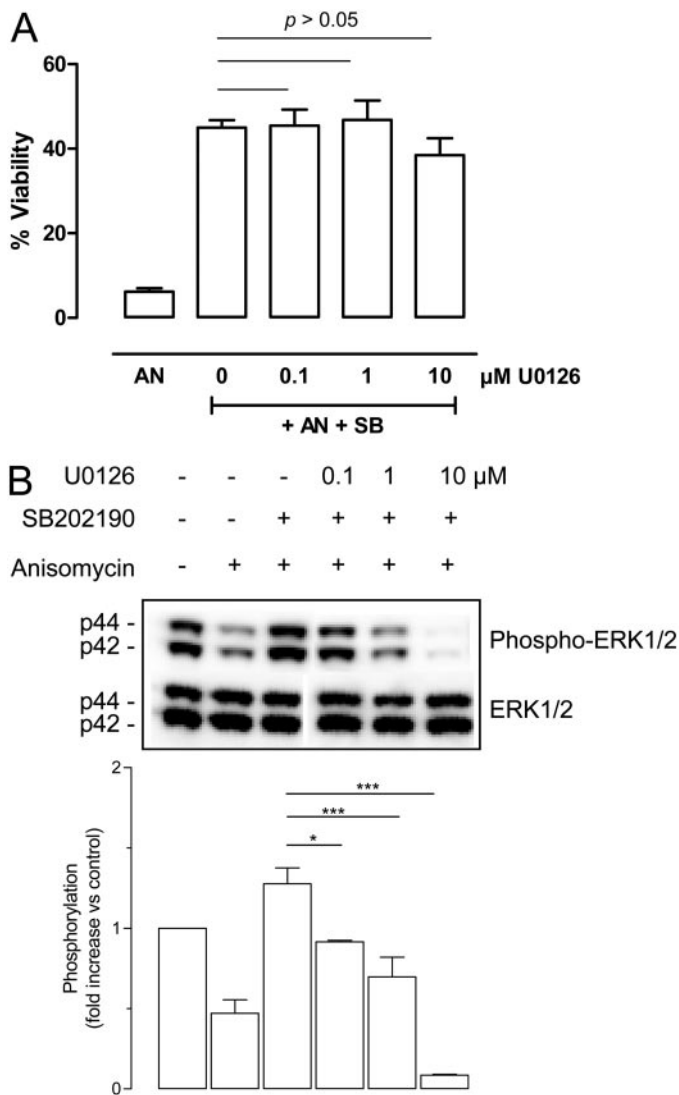 A
p > 0.05
60
40
20
0
% Viability
AN 0 0.1 1 10 µM U0126
+ AN + SB
B
U0126 - - - 0.1 1 10 µM
SB202190 - - + + + +
Anisomycin - + + + + +
p44 -
p42 -
Phospho-ERK1/2
p44 -
p42 -
ERK1/2
2
1
0
Phosphorylation
(fold increase vs control)
***
***
*